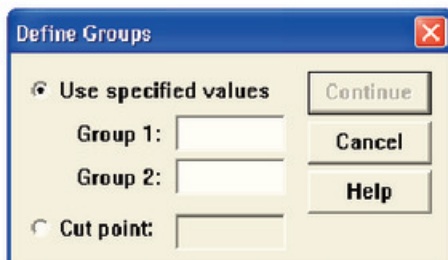 Define Groups
Use specified values
Continue
Group 1:
Cancel
Group 2:
Help
Cut point: